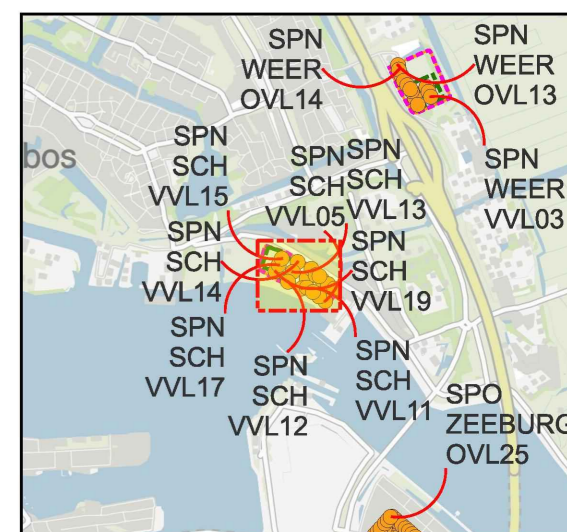 SPN
WEER
OVL14
SPN
WEER
OVL13
SPN
WEER
VVL03
bos
SPN
SCH
VVL15
SPN
SCH
VVL05
SPN
SCH
VVL13
SPN
SCH
VVL14
SPN
SCH
VVL19
SPN
SCH
VVL17
SPN
SCH
VVL12
SPN
SCH
VVL11
SPO
ZEEBURG
OVL25